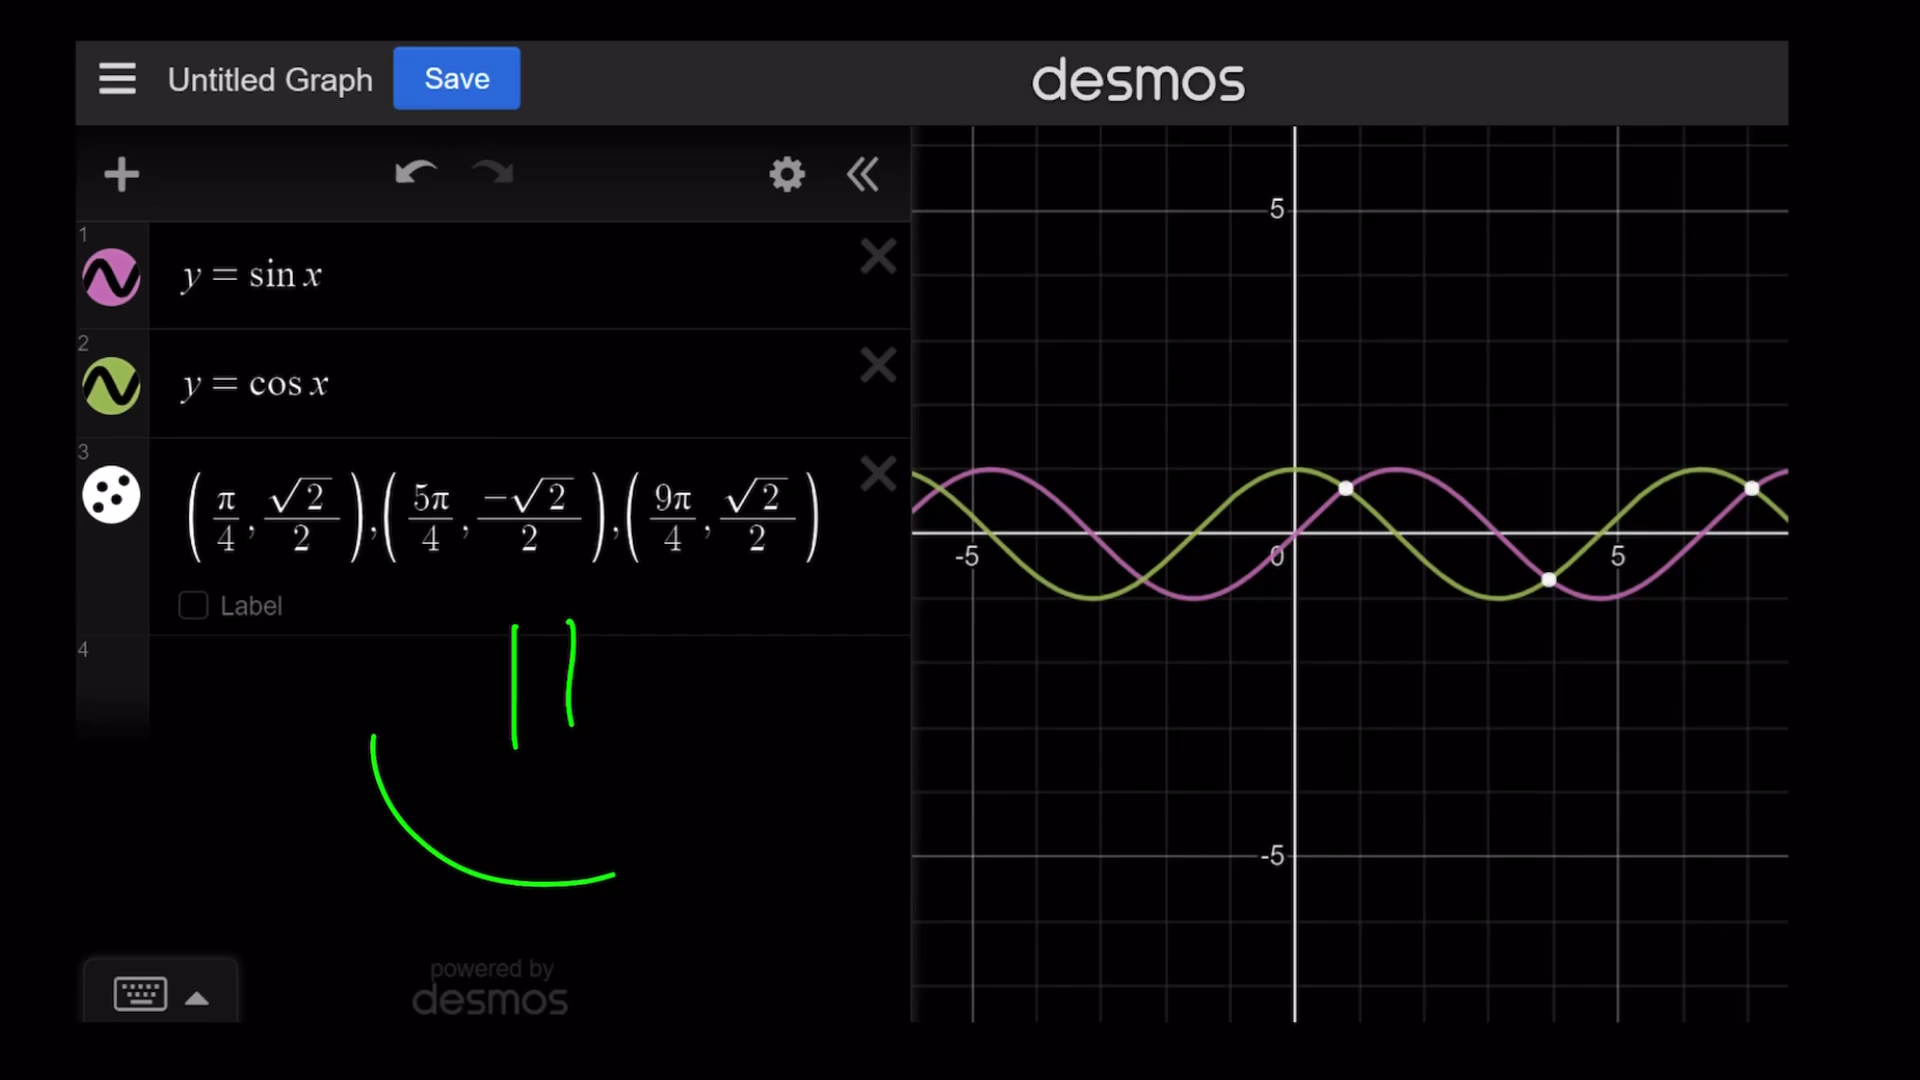 Untitled Graph Save desmos
1
y = sin x
2
y = cos x
3
(π/4, √2/2),(5π/4, -√2/2),(9π/4, √2/2)
Label
4
powered by
desmos
5
-5 0 5
-5